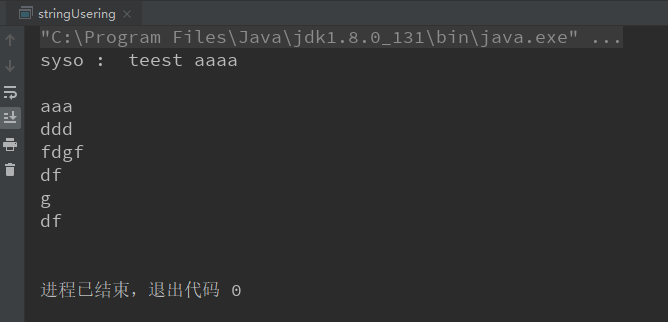 stringUsering
"C:\Program Files\Java\jdk1.8.0_131\bin\java.exe" ...
syso :  teest aaaa
aaa
ddd
fdgf
df
g
df
进程已结束，退出代码 0